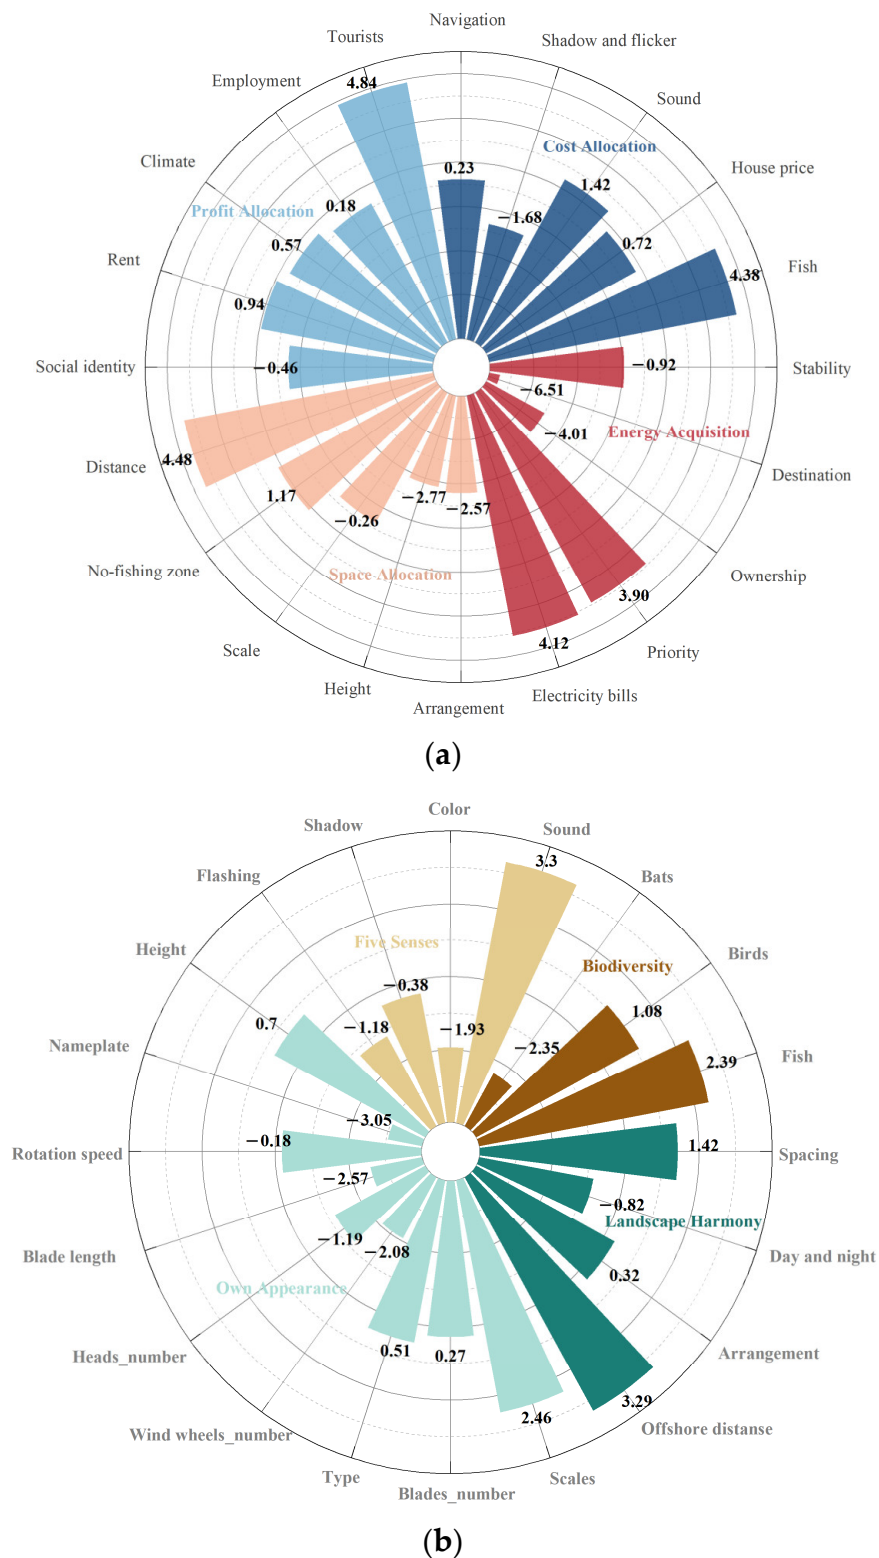 Navigation
Tourists
Shadow and flicker
Employment
4.84
Sound
Cost Allocation
Climate
0.23
House price
1.42
Profit Allocation
0.18
−1.68
0.57
0.72
Rent
Fish
4.38
0.94
Social identity
−0.46
−0.92
Stability
−6.51
−4.01
Energy Acquisition
4.48
Distance
Destination
1.17
−2.77
−2.57
−0.26
No-fishing zone
Space Allocation
Ownership
3.90
4.12
Scale
Priority
Height
Electricity bills
Arrangement
(a)
Color
Shadow
Sound
3.3
Flashing
Bats
Five Senses
Height
Birds
Biodiversity
−0.38
0.7
−1.18
−1.93
1.08
Nameplate
−2.35
Fish
2.39
−3.05
Rotation speed
−0.18
1.42
Spacing
−2.57
−0.82
Landscape Harmony
−1.19
−2.08
Blade length
Day and night
0.32
Own Appearance
0.51
0.27
Heads_number
Arrangement
3.29
2.46
Wind wheels_number
Offshore distanse
Type
Scales
Blades_number
(b)